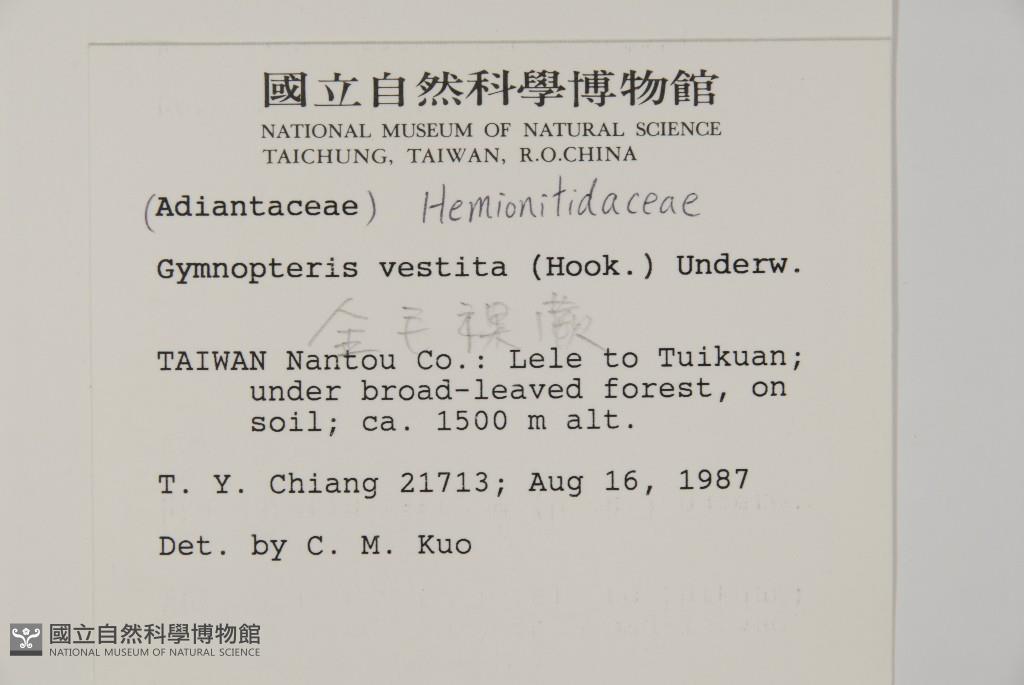 國立自然科學博物館
NATIONAL MUSEUM OF NATURAL SCIENCE
TAICHUNG, TAIWAN, R.O.CHINA
(Adiantaceae) Hemionitidaceae
Gymnopteris vestita (Hook.) Underw.
金毛裸蕨
TAIWAN Nantou Co.: Lele to Tuikuan;
under broad-leaved forest, on
soil; ca. 1500 m alt.
T. Y. Chiang 21713; Aug 16, 1987
Det. by C. M. Kuo
國立自然科學博物館
NATIONAL MUSEUM OF NATURAL SCIENCE